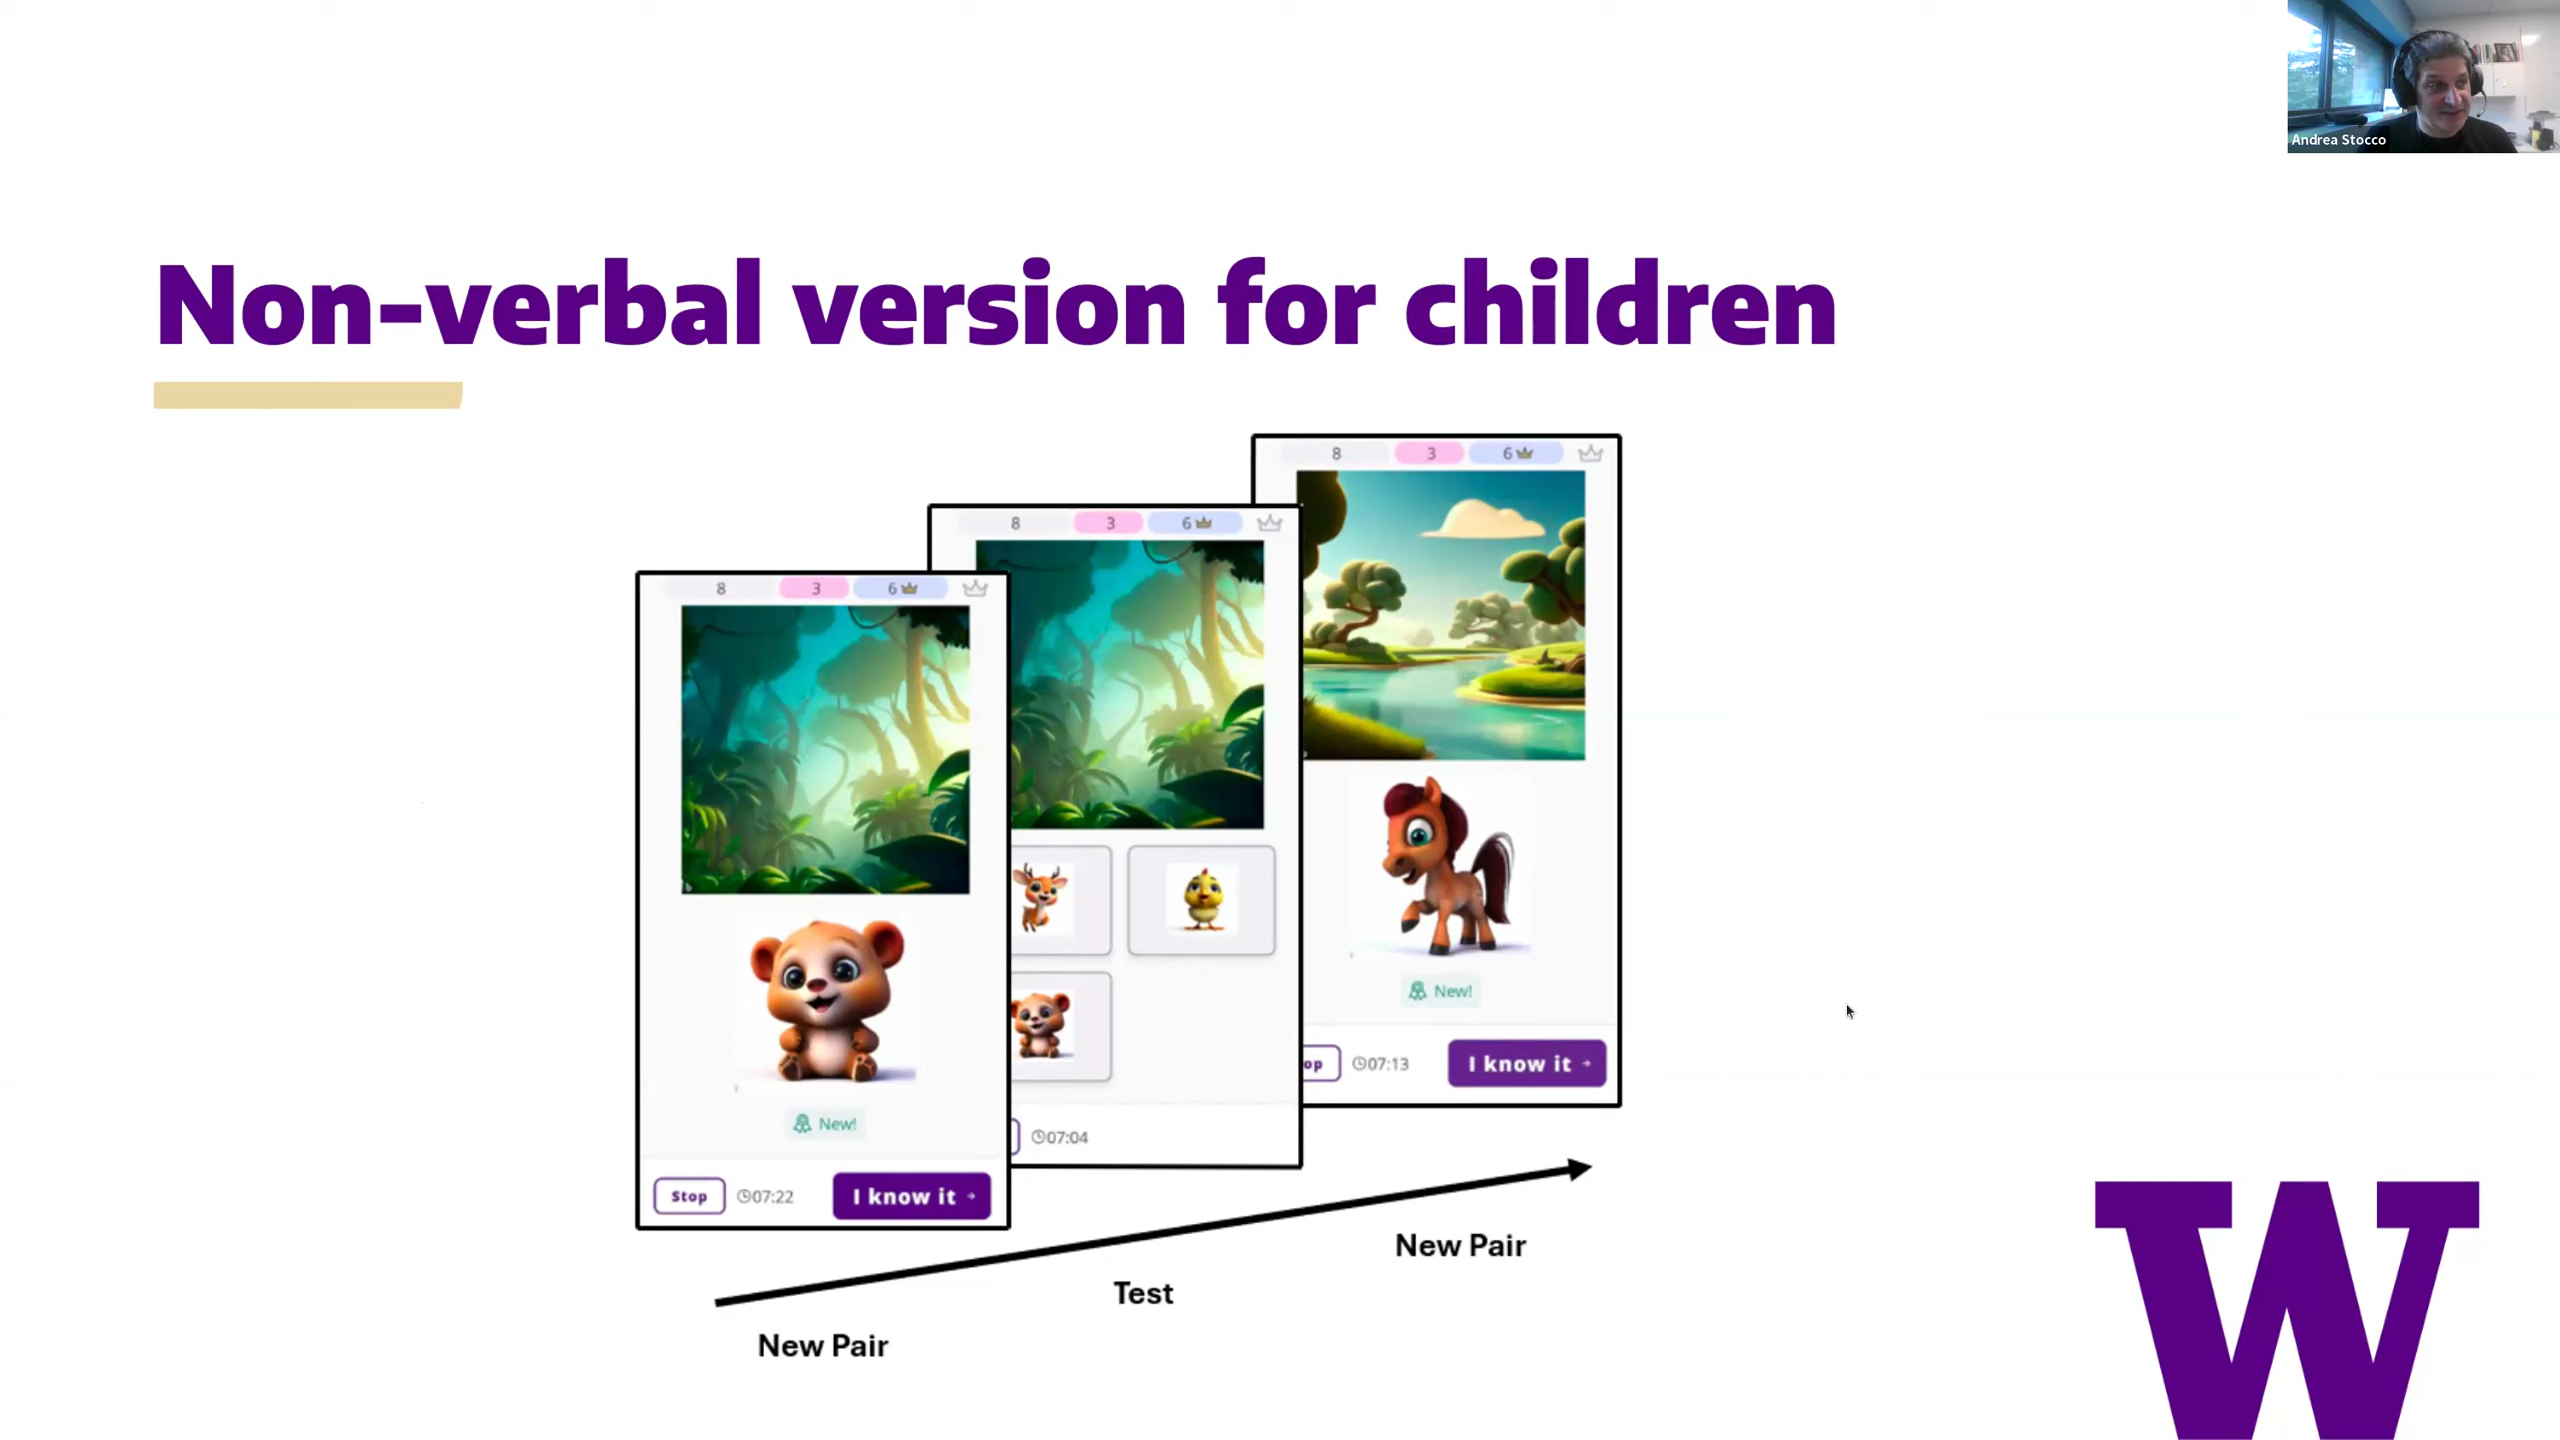 Andrea Stocco
Non-verbal version for children
8 3 6
New!
Stop 07:22 I know it →
8 3 6
07:04
8 3 6
New!
op 07:13 I know it →
New Pair
Test
New Pair
W